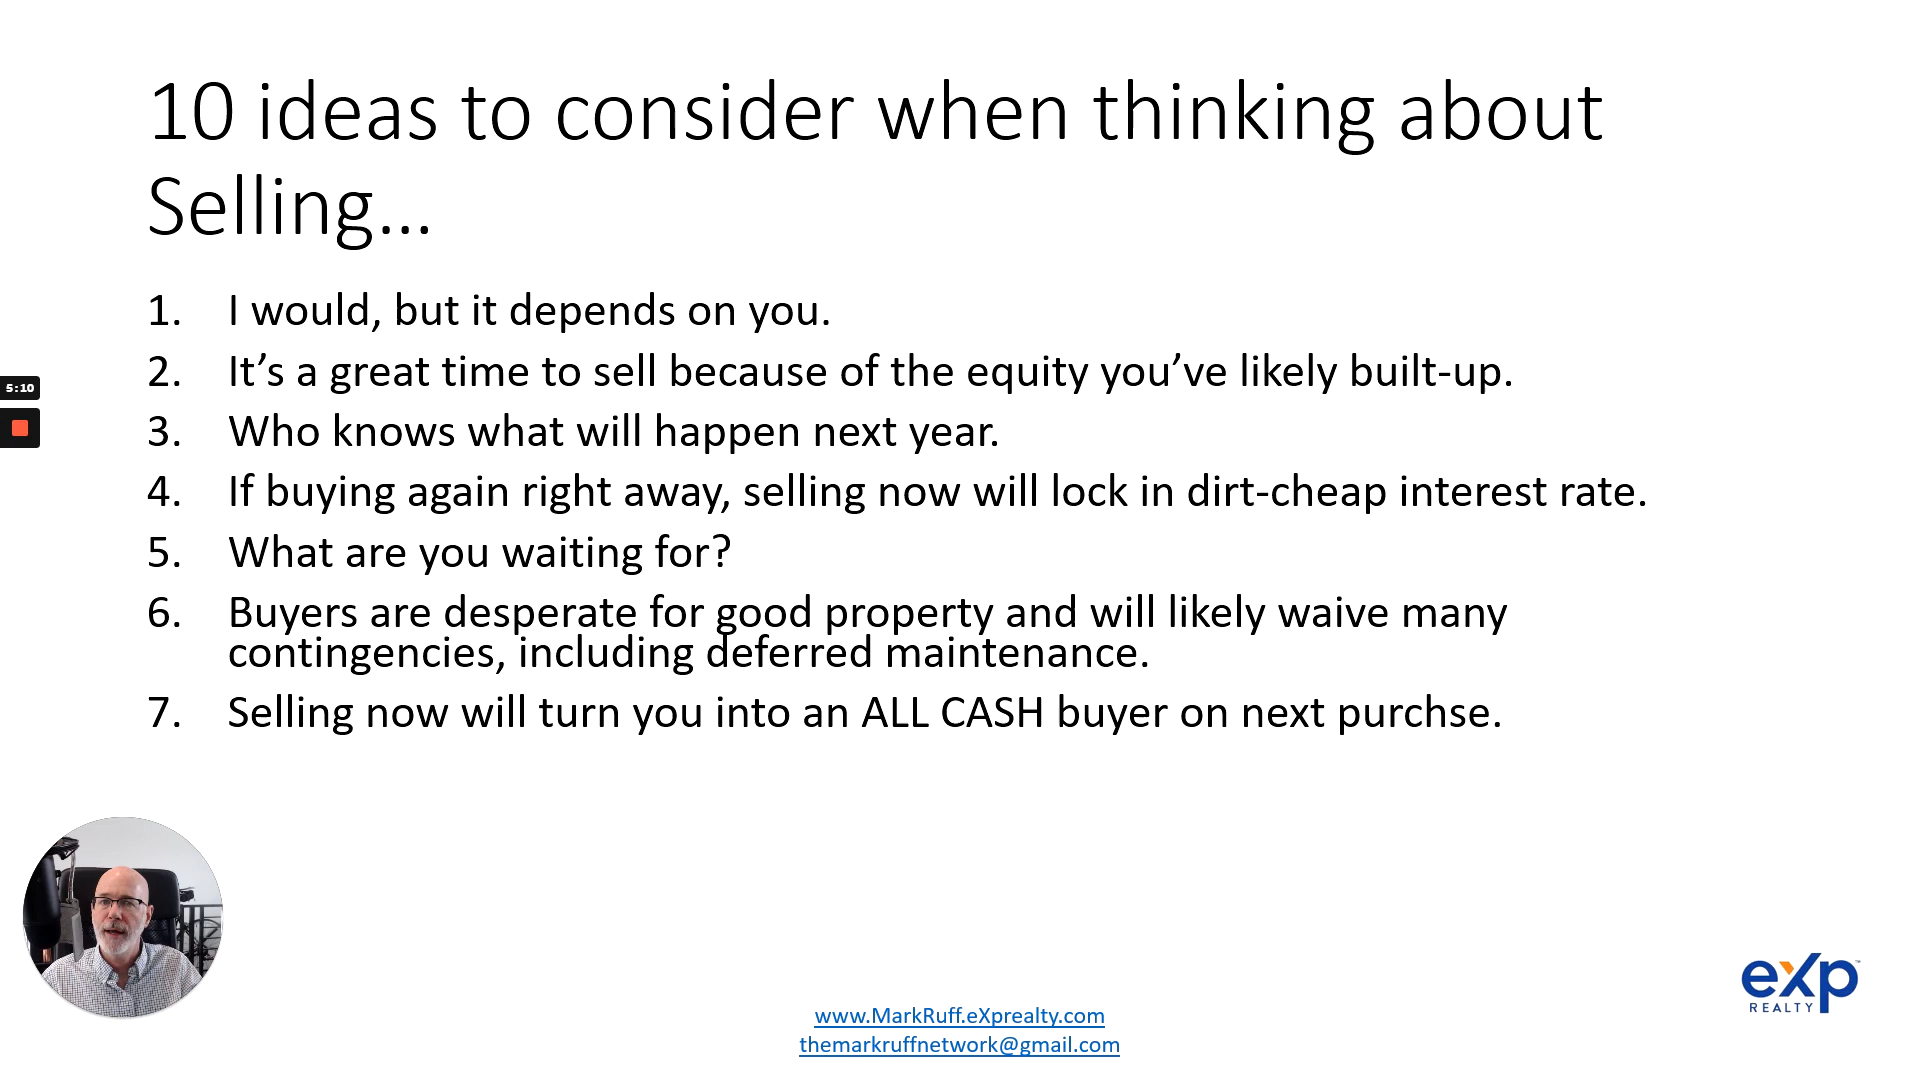 10 ideas to consider when thinking about
Selling...
1. I would, but it depends on you.
2. It’s a great time to sell because of the equity you’ve likely built-up.
3. Who knows what will happen next year.
4. If buying again right away, selling now will lock in dirt-cheap interest rate.
5. What are you waiting for?
6. Buyers are desperate for good property and will likely waive many
contingencies, including deferred maintenance.
7. Selling now will turn you into an ALL CASH buyer on next purchse.
5:10
eXp™
REALTY
www.MarkRuff.eXprealty.com
themarkruffnetwork@gmail.com